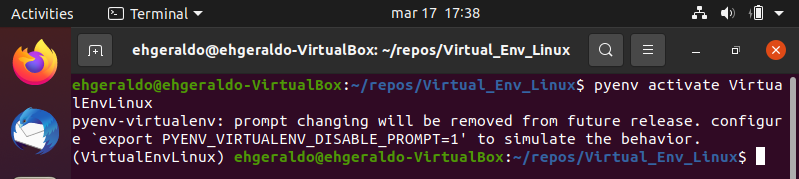 Activities
Terminal
mar 17 17:38
ehgeraldo@ehgeraldo-VirtualBox: ~/repos/Virtual_Env_Linux
ehgeraldo@ehgeraldo-VirtualBox:~/repos/Virtual_Env_Linux$ pyenv activate Virtua
lEnvLinux
pyenv-virtualenv: prompt changing will be removed from future release. configur
e `export PYENV_VIRTUALENV_DISABLE_PROMPT=1' to simulate the behavior.
(VirtualEnvLinux) ehgeraldo@ehgeraldo-VirtualBox:~/repos/Virtual_Env_Linux$